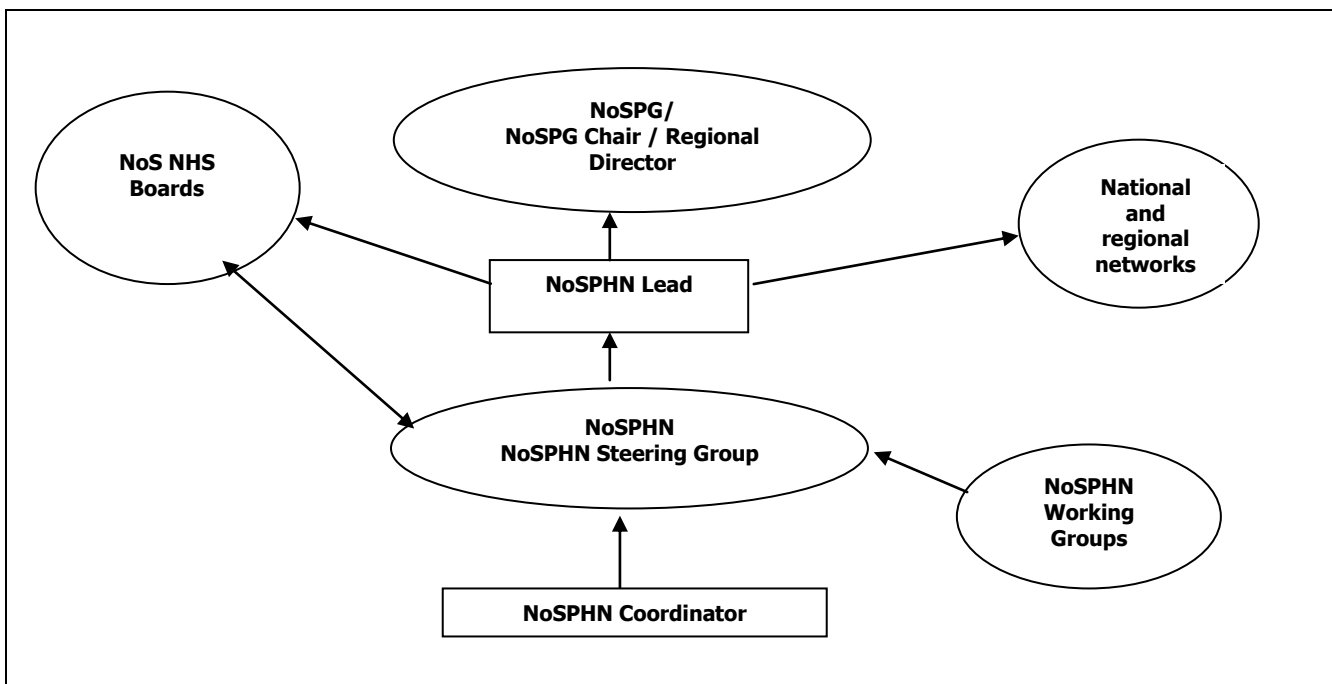 NoSPG/
NoSPG Chair / Regional
Director
NoS NHS
Boards
National
and
regional
networks
NoSPHN Lead
NoSPHN
NoSPHN Steering Group
NoSPHN
Working
Groups
NoSPHN Coordinator